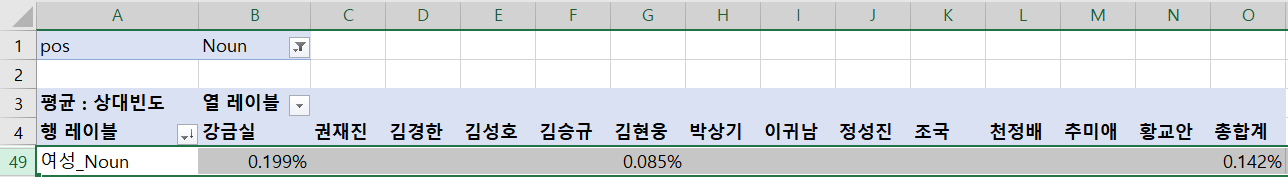 A B C D E F G H I J K L M N O
1 pos Noun
2
3 평균 : 상대빈도 열 레이블
4 행 레이블 강금실 권재진 김경한 김성호 김승규 김현웅 박상기 이귀남 정성진 조국 천정배 추미애 황교안 총합계
49 여성_Noun 0.199% 0.085% 0.142%